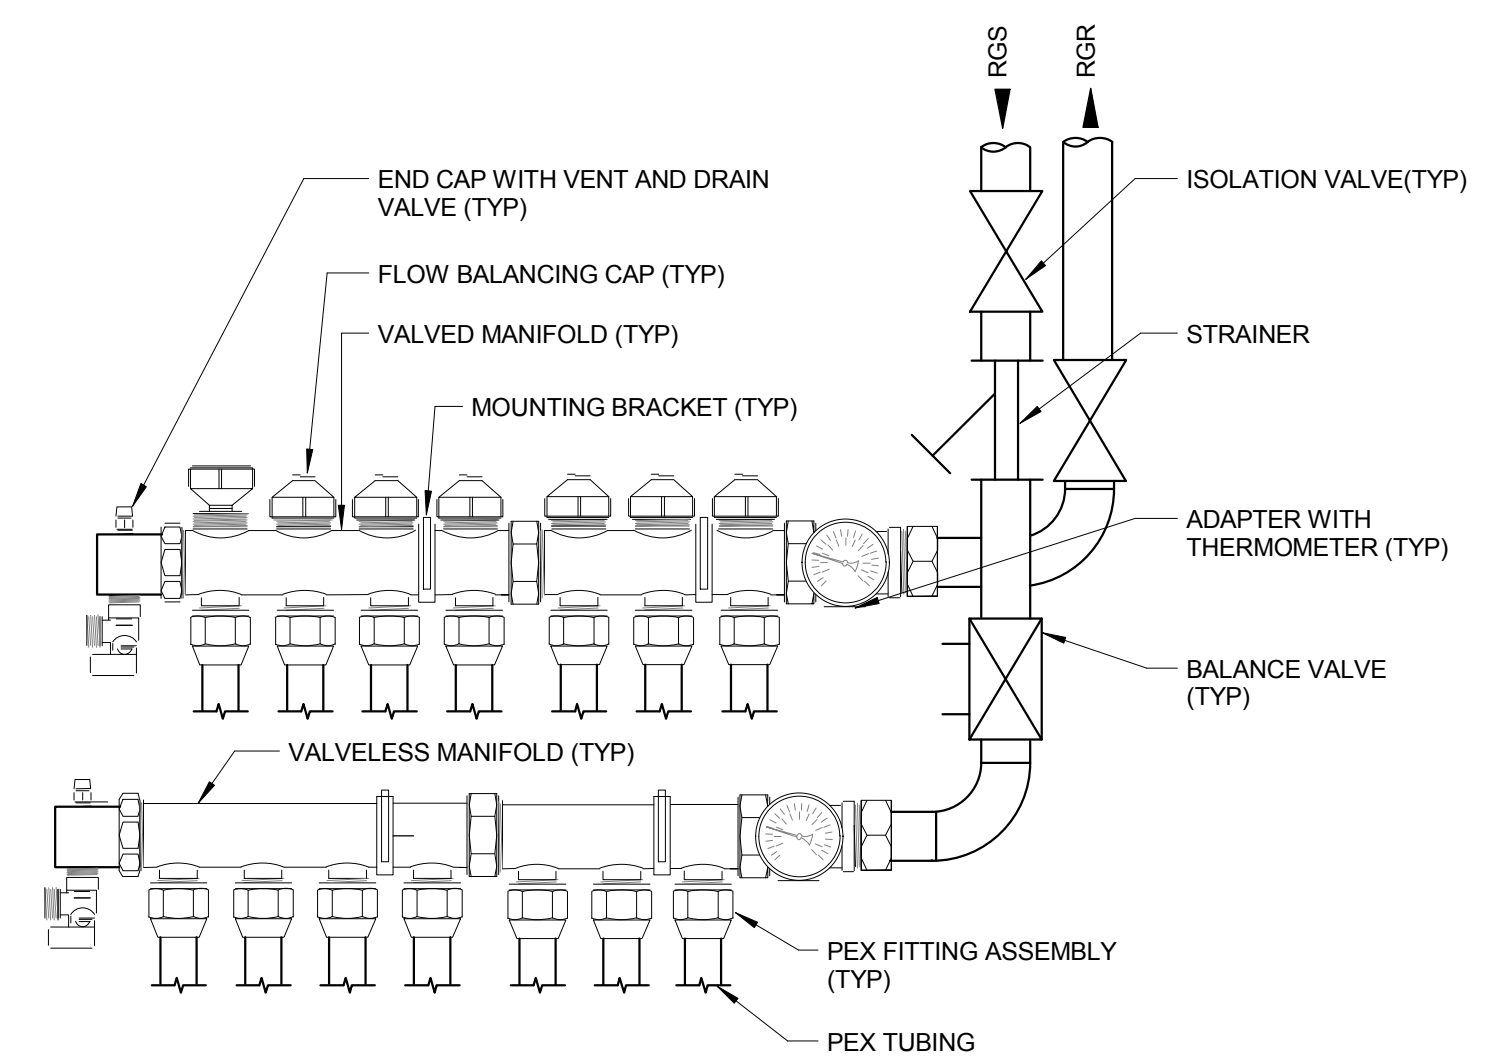 RGS
RGR
END CAP WITH VENT AND DRAIN
VALVE (TYP)
ISOLATION VALVE(TYP)
FLOW BALANCING CAP (TYP)
VALVED MANIFOLD (TYP)
STRAINER
MOUNTING BRACKET (TYP)
ADAPTER WITH
THERMOMETER (TYP)
BALANCE VALVE
(TYP)
VALVELESS MANIFOLD (TYP)
PEX FITTING ASSEMBLY
(TYP)
PEX TUBING